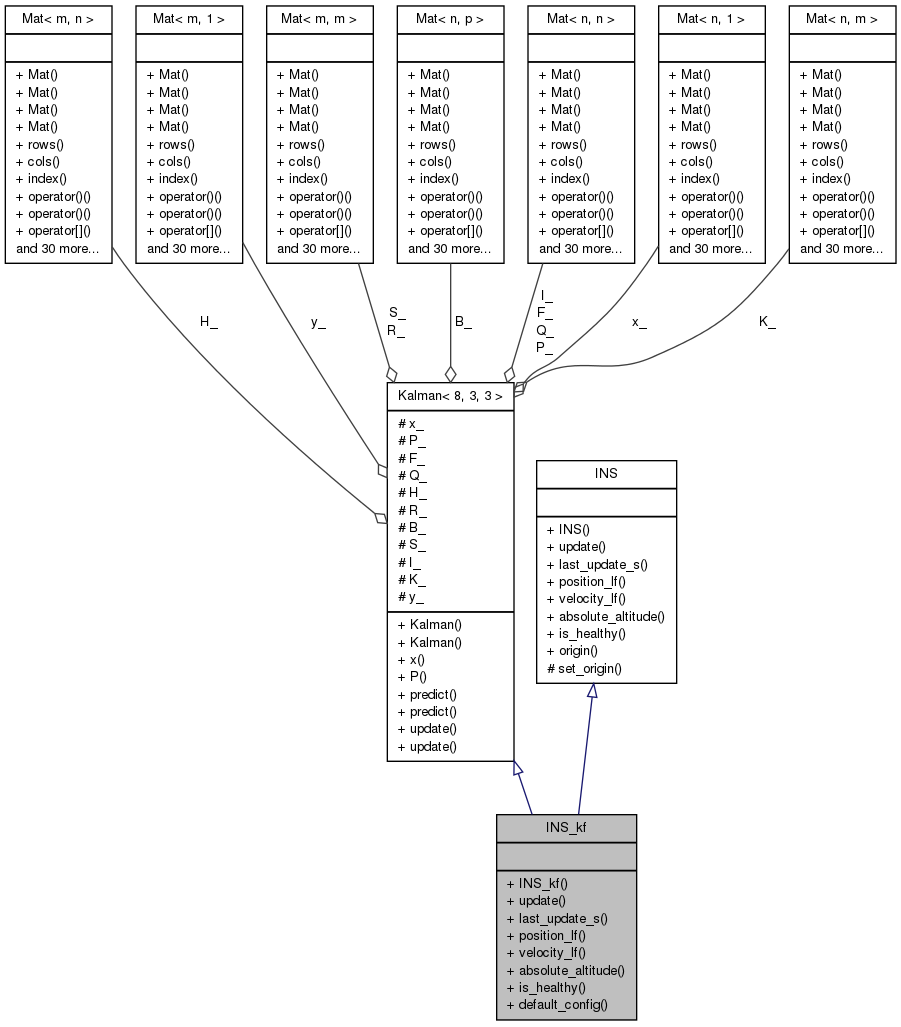 Mat< m, n >
+ Mat()
+ Mat()
+ Mat()
+ Mat()
+ rows()
+ cols()
+ index()
+ operator()()
+ operator()()
+ operator[]()
and 30 more...
Mat< m, 1 >
+ Mat()
+ Mat()
+ Mat()
+ Mat()
+ rows()
+ cols()
+ index()
+ operator()()
+ operator()()
+ operator[]()
and 30 more...
Mat< m, m >
+ Mat()
+ Mat()
+ Mat()
+ Mat()
+ rows()
+ cols()
+ index()
+ operator()()
+ operator()()
+ operator[]()
and 30 more...
Mat< n, p >
+ Mat()
+ Mat()
+ Mat()
+ Mat()
+ rows()
+ cols()
+ index()
+ operator()()
+ operator()()
+ operator[]()
and 30 more...
Mat< n, n >
+ Mat()
+ Mat()
+ Mat()
+ Mat()
+ rows()
+ cols()
+ index()
+ operator()()
+ operator()()
+ operator[]()
and 30 more...
Mat< n, 1 >
+ Mat()
+ Mat()
+ Mat()
+ Mat()
+ rows()
+ cols()
+ index()
+ operator()()
+ operator()()
+ operator[]()
and 30 more...
Mat< n, m >
+ Mat()
+ Mat()
+ Mat()
+ Mat()
+ rows()
+ cols()
+ index()
+ operator()()
+ operator()()
+ operator[]()
and 30 more...
H_
y_
S_
R_
B_
I_
F_
Q_
P_
x_
K_
Kalman< 8, 3, 3 >
# x_
# P_
# F_
# Q_
# H_
# R_
# B_
# S_
# I_
# K_
# y_
+ Kalman()
+ Kalman()
+ x()
+ P()
+ predict()
+ predict()
+ update()
+ update()
INS
+ INS()
+ update()
+ last_update_s()
+ position_lf()
+ velocity_lf()
+ absolute_altitude()
+ is_healthy()
+ origin()
# set_origin()
INS_kf
+ INS_kf()
+ update()
+ last_update_s()
+ position_lf()
+ velocity_lf()
+ absolute_altitude()
+ is_healthy()
+ default_config()